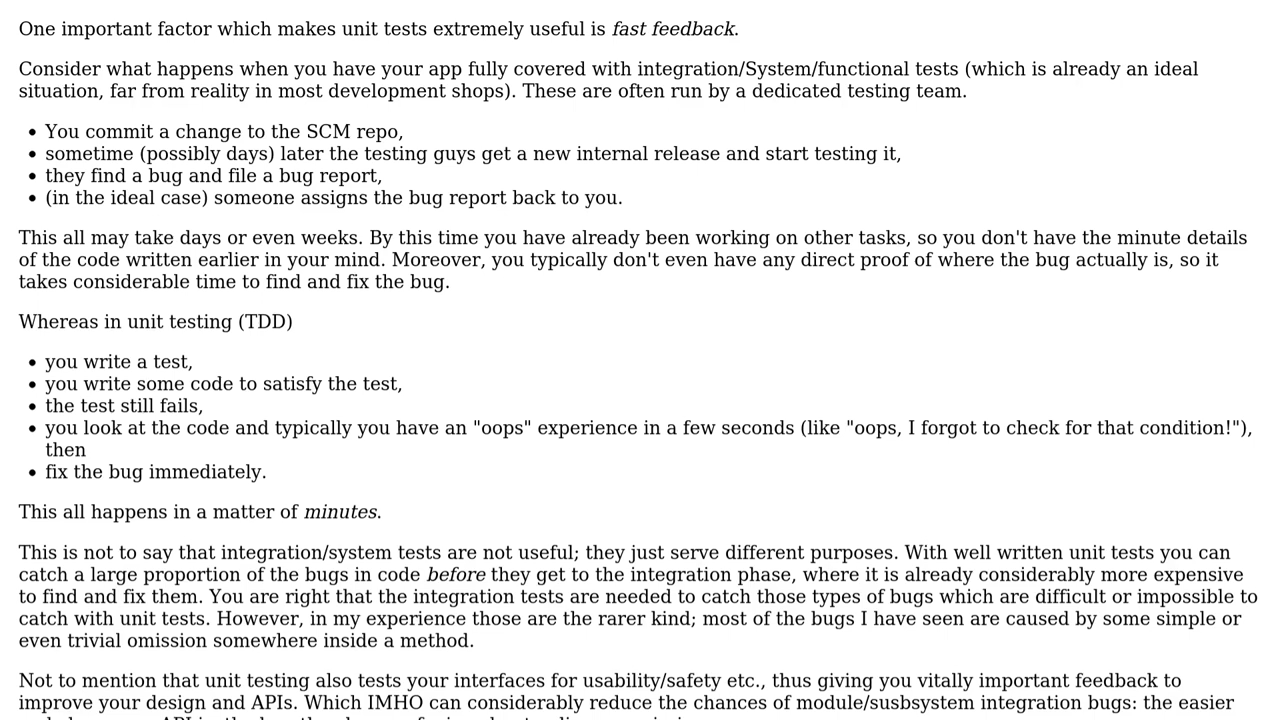 One important factor which makes unit tests extremely useful is fast feedback.
Consider what happens when you have your app fully covered with integration/System/functional tests (which is already an ideal
situation, far from reality in most development shops). These are often run by a dedicated testing team.
• You commit a change to the SCM repo,
• sometime (possibly days) later the testing guys get a new internal release and start testing it,
• they find a bug and file a bug report,
• (in the ideal case) someone assigns the bug report back to you.
This all may take days or even weeks. By this time you have already been working on other tasks, so you don't have the minute details
of the code written earlier in your mind. Moreover, you typically don't even have any direct proof of where the bug actually is, so it
takes considerable time to find and fix the bug.
Whereas in unit testing (TDD)
• you write a test,
• you write some code to satisfy the test,
• the test still fails,
• you look at the code and typically you have an "oops" experience in a few seconds (like "oops, I forgot to check for that condition!"),
then
• fix the bug immediately.
This all happens in a matter of minutes.
This is not to say that integration/system tests are not useful; they just serve different purposes. With well written unit tests you can
catch a large proportion of the bugs in code before they get to the integration phase, where it is already considerably more expensive
to find and fix them. You are right that the integration tests are needed to catch those types of bugs which are difficult or impossible to
catch with unit tests. However, in my experience those are the rarer kind; most of the bugs I have seen are caused by some simple or
even trivial omission somewhere inside a method.
Not to mention that unit testing also tests your interfaces for usability/safety etc., thus giving you vitally important feedback to
improve your design and APIs. Which IMHO can considerably reduce the chances of module/susbsystem integration bugs: the easier